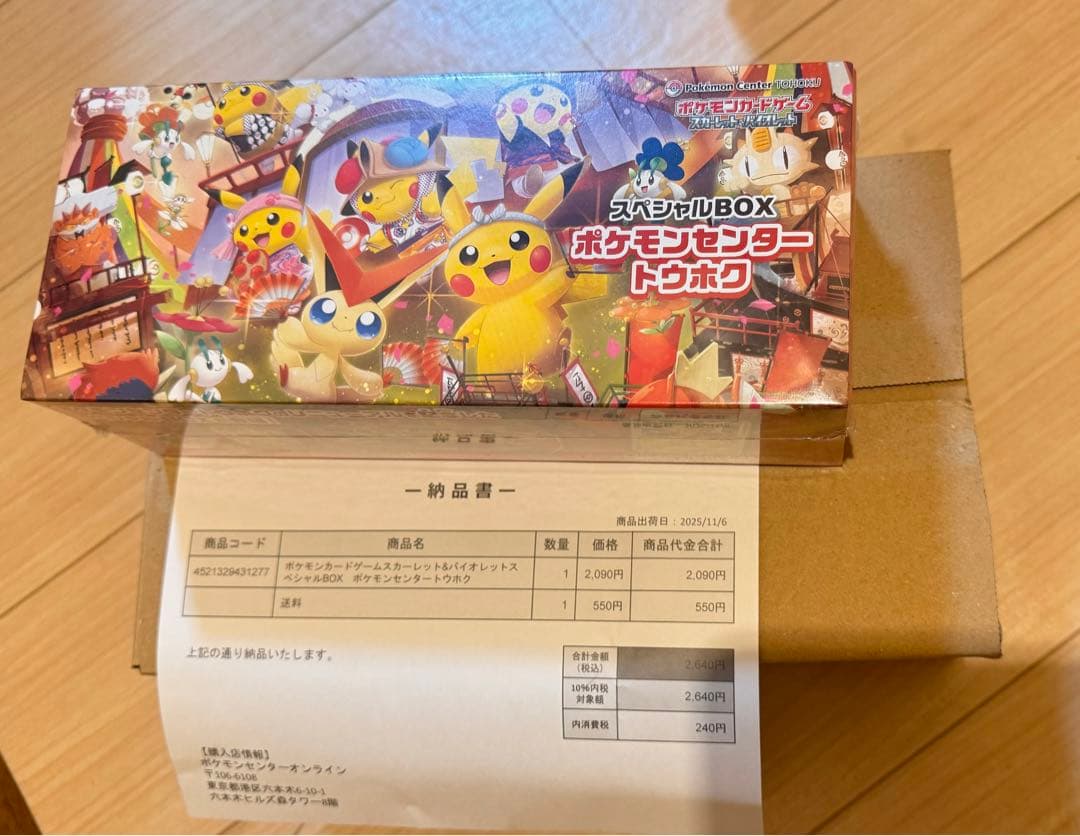 Pokémon Center TOHOKU
ポケモンカードゲーム
スカーレット&バイオレット
スペシャルBOX
ポケモンセンター
トウホク
ー納品書ー
商品出荷日：2025/11/6
商品コード 商品名 数量 価格 商品代金合計
4521329431277 ポケモンカードゲームスカーレット&バイオレットス
ペシャルBOX ポケモンセンタートウホク 1 2,090円 2,090円
送料 1 550円 550円
上記の通り納品いたします。
合計金額
(税込) 2,640円
10%内税
対象額 2,640円
内消費税 240円
【購入店情報】
ポケモンセンターオンライン
〒106-6108
東京都港区六本木6-10-1
六本木ヒルズ森タワー8階